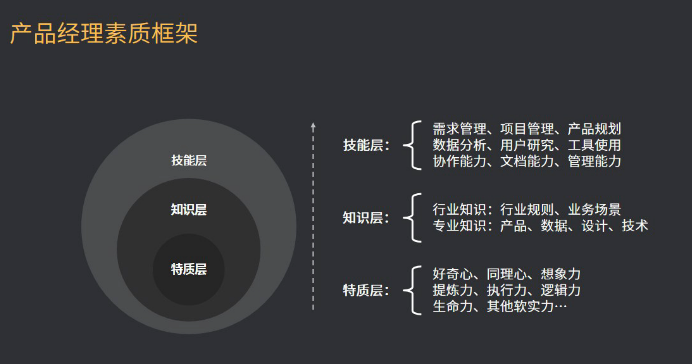 产品经理素质框架
技能层
知识层
特质层
技能层：
需求管理、项目管理、产品规划
数据分析、用户研究、工具使用
协作能力、文档能力、管理能力
知识层：
行业知识：行业规则、业务场景
专业知识：产品、数据、设计、技术
特质层：
好奇心、同理心、想象力
提炼力、执行力、逻辑力
生命力、其他软实力…